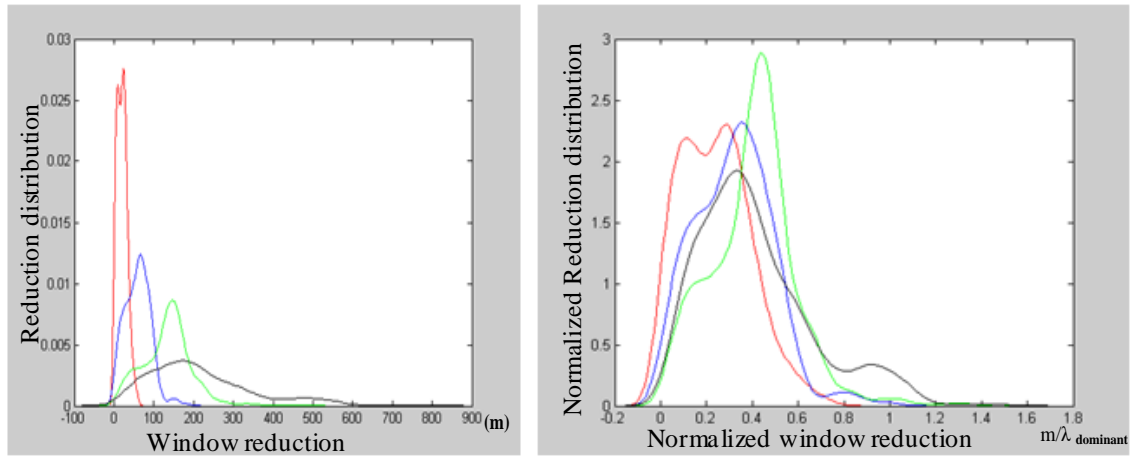 Reduction distribution
0.03
0.025
0.02
0.015
0.01
0.005
0
-100 0 100 200 300 400 500 600 700 800 900 (m)
Window reduction
Normalized Reduction distribution
3
2.5
2
1.5
1
0.5
0
-0.2 0 0.2 0.4 0.6 0.8 1 1.2 1.4 1.6 1.8
Normalized window reduction
m/λ dominant